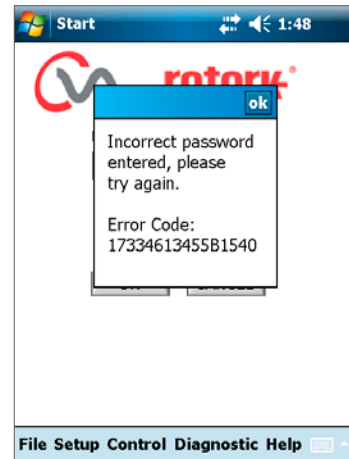 Start 1:48
rotork
ok
Incorrect password
entered, please
try again.
Error Code:
17334613455B1540
File Setup Control Diagnostic Help